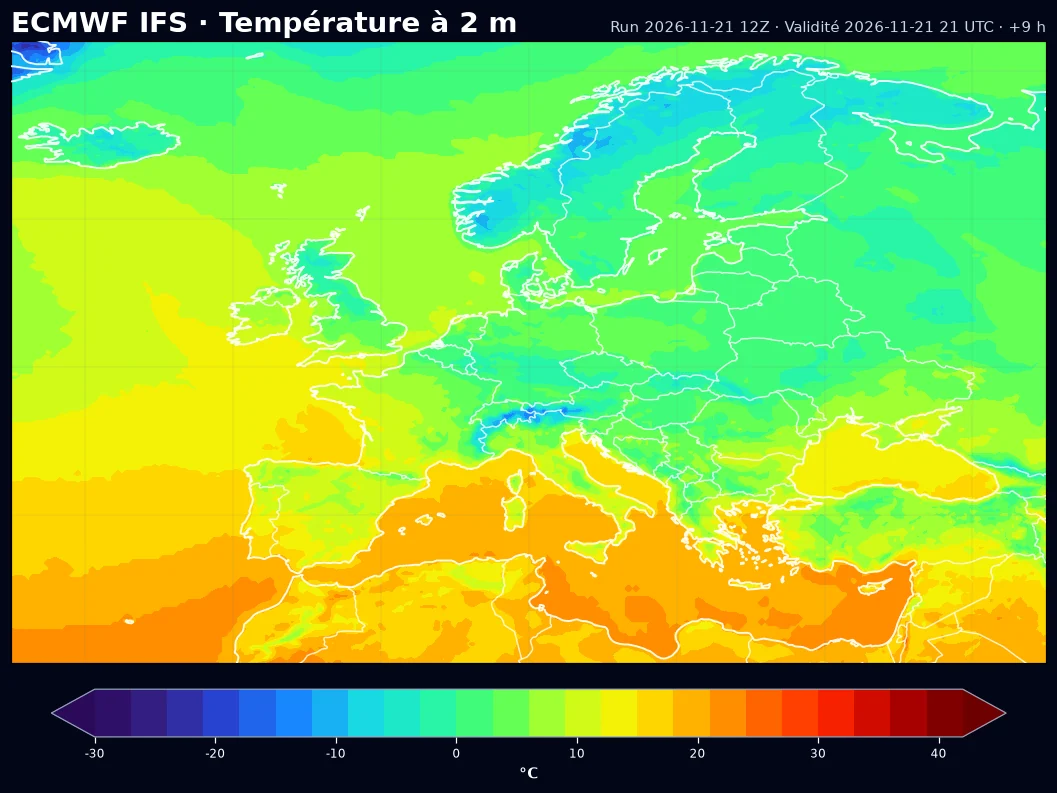 ECMWF IFS · Température à 2 m
Run 2026-11-21 12Z · Validité 2026-11-21 21 UTC · +9 h
-30 -20 -10 0 10 20 30 40
°C